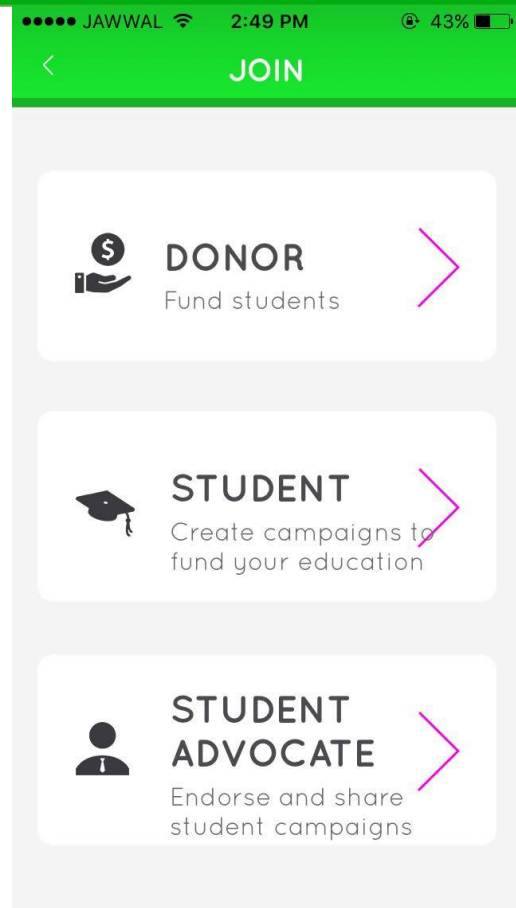 JAWWAL 2:49 PM 43%
JOIN
DONOR
Fund students
STUDENT
Create campaigns to
fund your education
STUDENT
ADVOCATE
Endorse and share
student campaigns